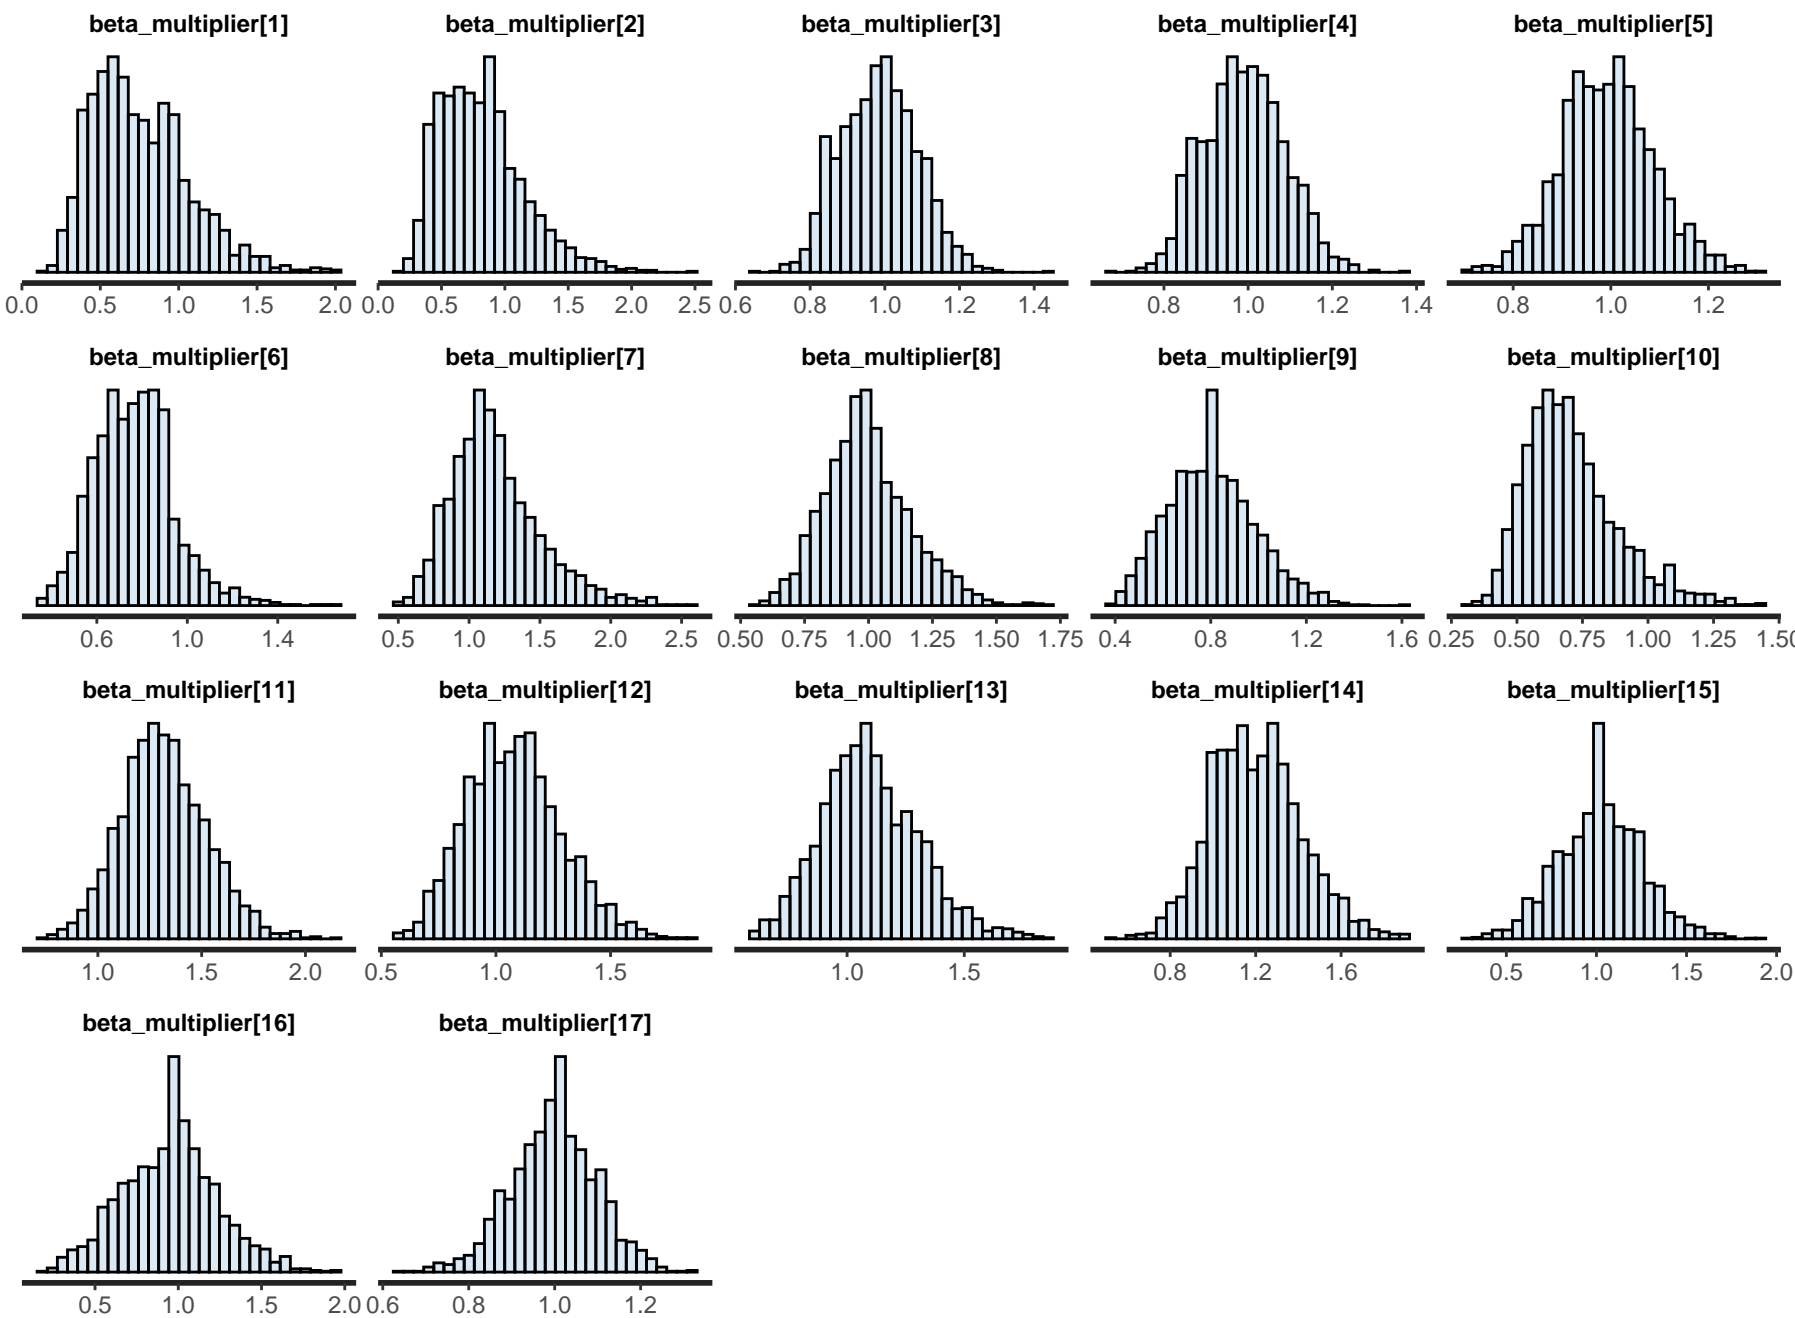 beta_multiplier[1] beta_multiplier[2] beta_multiplier[3] beta_multiplier[4] beta_multiplier[5]
0.0 0.5 1.0 1.5 2.0 0.0 0.5 1.0 1.5 2.0 2.5 0.6 0.8 1.0 1.2 1.4 0.8 1.0 1.2 1.4 0.8 1.0 1.2
beta_multiplier[6] beta_multiplier[7] beta_multiplier[8] beta_multiplier[9] beta_multiplier[10]
0.6 1.0 1.4 0.5 1.0 1.5 2.0 2.5 0.50 0.75 1.00 1.25 1.50 1.75 0.4 0.8 1.2 1.6 0.25 0.50 0.75 1.00 1.25 1.50
beta_multiplier[11] beta_multiplier[12] beta_multiplier[13] beta_multiplier[14] beta_multiplier[15]
1.0 1.5 2.0 0.5 1.0 1.5 1.0 1.5 0.8 1.2 1.6 0.5 1.0 1.5 2.0
beta_multiplier[16] beta_multiplier[17]
0.5 1.0 1.5 2.0 0.6 0.8 1.0 1.2